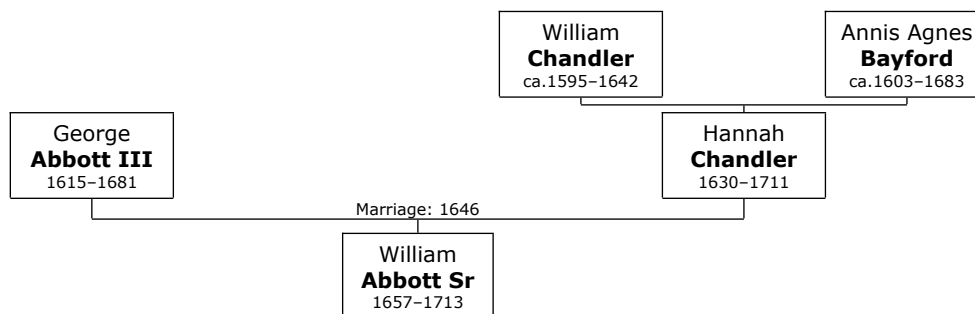 William
Chandler
ca.1595–1642
Annis Agnes
Bayford
ca.1603–1683
George
Abbott III
1615–1681
Hannah
Chandler
1630–1711
Marriage: 1646
William
Abbott Sr
1657–1713